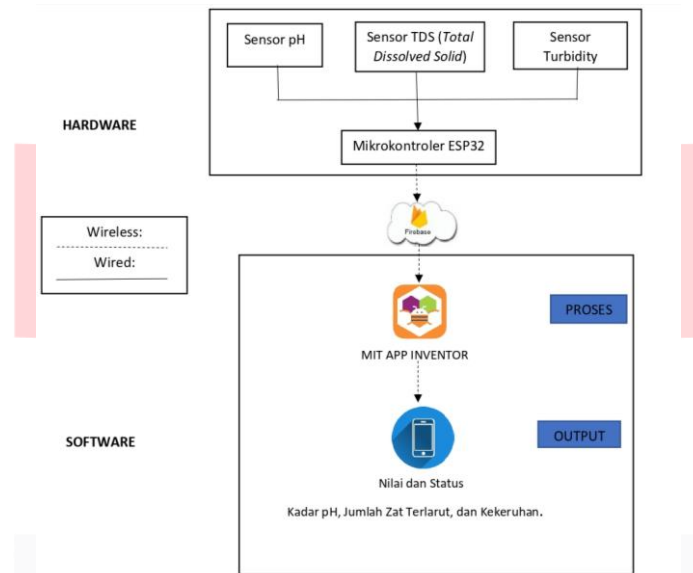 Sensor pH
Sensor TDS (Total
Dissolved Solid)
Sensor
Turbidity
HARDWARE
Mikrokontroler ESP32
Wireless:
Wired:
Firebase
PROSES
MIT APP INVENTOR
SOFTWARE
OUTPUT
Nilai dan Status
Kadar pH, Jumlah Zat Terlarut, dan Kekeruhan.